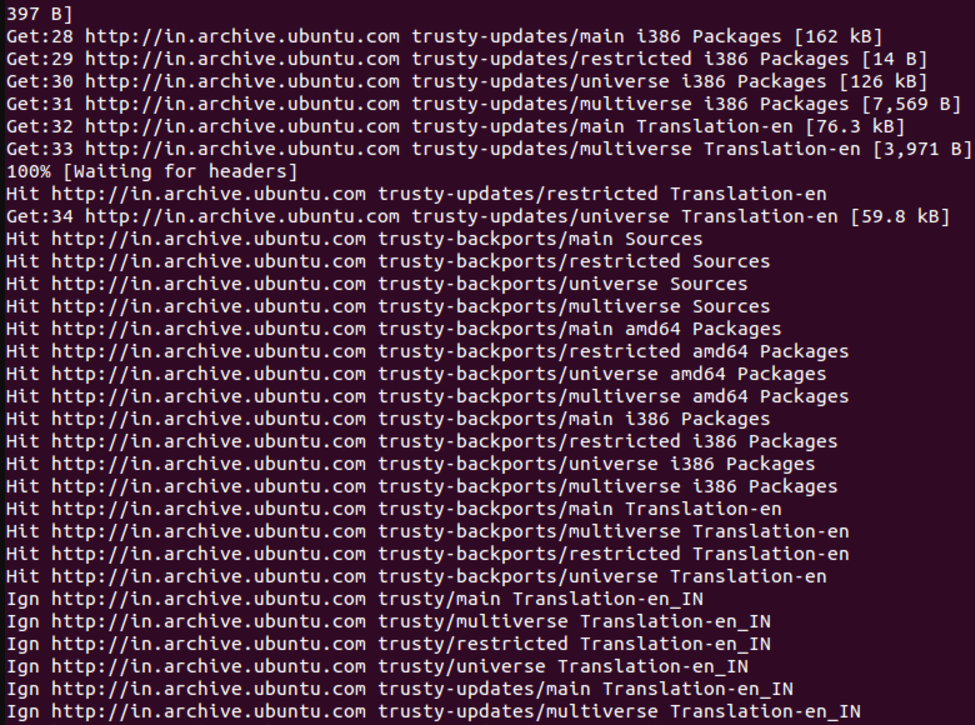 397 B]
Get:28 http://in.archive.ubuntu.com trusty-updates/main i386 Packages [162 kB]
Get:29 http://in.archive.ubuntu.com trusty-updates/restricted i386 Packages [14 B]
Get:30 http://in.archive.ubuntu.com trusty-updates/universe i386 Packages [126 kB]
Get:31 http://in.archive.ubuntu.com trusty-updates/multiverse i386 Packages [7,569 B]
Get:32 http://in.archive.ubuntu.com trusty-updates/main Translation-en [76.3 kB]
Get:33 http://in.archive.ubuntu.com trusty-updates/multiverse Translation-en [3,971 B]
100% [Waiting for headers]
Hit http://in.archive.ubuntu.com trusty-updates/restricted Translation-en
Get:34 http://in.archive.ubuntu.com trusty-updates/universe Translation-en [59.8 kB]
Hit http://in.archive.ubuntu.com trusty-backports/main Sources
Hit http://in.archive.ubuntu.com trusty-backports/restricted Sources
Hit http://in.archive.ubuntu.com trusty-backports/universe Sources
Hit http://in.archive.ubuntu.com trusty-backports/multiverse Sources
Hit http://in.archive.ubuntu.com trusty-backports/main amd64 Packages
Hit http://in.archive.ubuntu.com trusty-backports/restricted amd64 Packages
Hit http://in.archive.ubuntu.com trusty-backports/universe amd64 Packages
Hit http://in.archive.ubuntu.com trusty-backports/multiverse amd64 Packages
Hit http://in.archive.ubuntu.com trusty-backports/main i386 Packages
Hit http://in.archive.ubuntu.com trusty-backports/restricted i386 Packages
Hit http://in.archive.ubuntu.com trusty-backports/universe i386 Packages
Hit http://in.archive.ubuntu.com trusty-backports/multiverse i386 Packages
Hit http://in.archive.ubuntu.com trusty-backports/main Translation-en
Hit http://in.archive.ubuntu.com trusty-backports/multiverse Translation-en
Hit http://in.archive.ubuntu.com trusty-backports/restricted Translation-en
Hit http://in.archive.ubuntu.com trusty-backports/universe Translation-en
Ign http://in.archive.ubuntu.com trusty/main Translation-en_IN
Ign http://in.archive.ubuntu.com trusty/multiverse Translation-en_IN
Ign http://in.archive.ubuntu.com trusty/restricted Translation-en_IN
Ign http://in.archive.ubuntu.com trusty/universe Translation-en_IN
Ign http://in.archive.ubuntu.com trusty-updates/main Translation-en_IN
Ign http://in.archive.ubuntu.com trusty-updates/multiverse Translation-en_IN